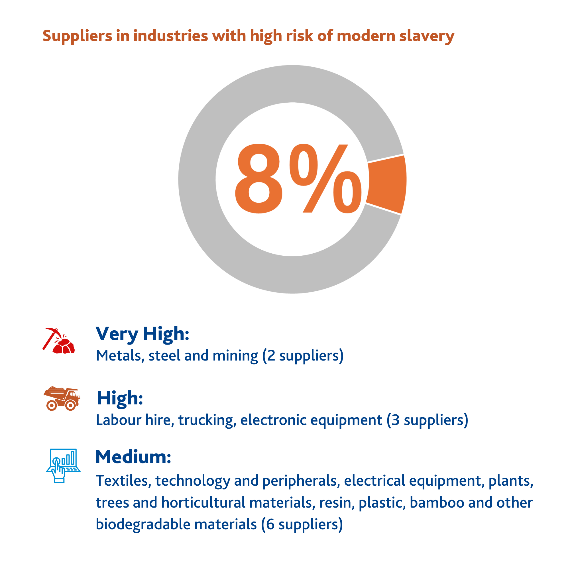 Suppliers in industries with high risk of modern slavery
8%
Very High:
Metals, steel and mining (2 suppliers)
High:
Labour hire, trucking, electronic equipment (3 suppliers)
Medium:
Textiles, technology and peripherals, electrical equipment, plants,
trees and horticultural materials, resin, plastic, bamboo and other
biodegradable materials (6 suppliers)